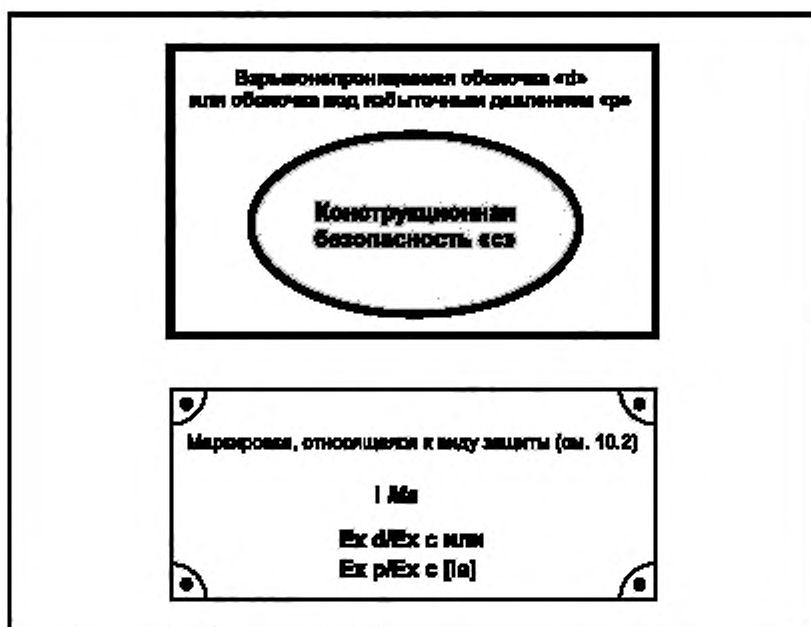 Взрывонепроницаемая оболочка «d»
или оболочка под избыточным давлением «p»
Конструкционная
безопасность «c»
Маркировка, относящаяся к виду защиты (см. 10.2)
I Ma
Ex d/Ex c или
Ex p/Ex c [ia]